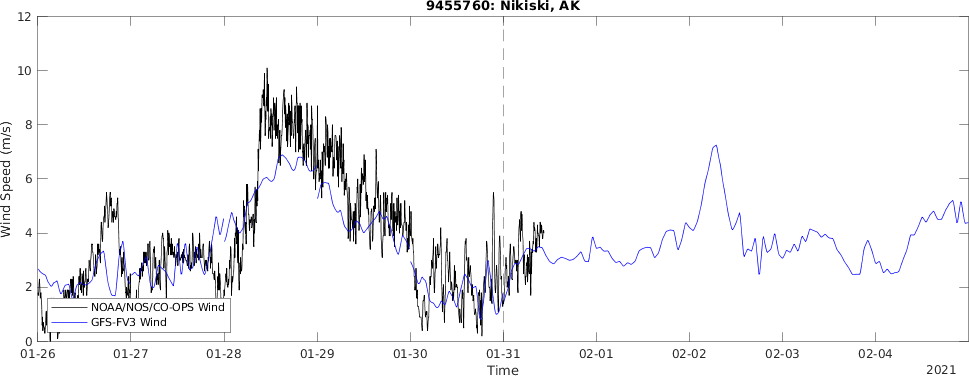 9455760: Nikiski, AK
Wind Speed (m/s)
12
10
8
6
4
2
0
NOAA/NOS/CO-OPS Wind
GFS-FV3 Wind
01-26 01-27 01-28 01-29 01-30 01-31 02-01 02-02 02-03 02-04
Time
2021